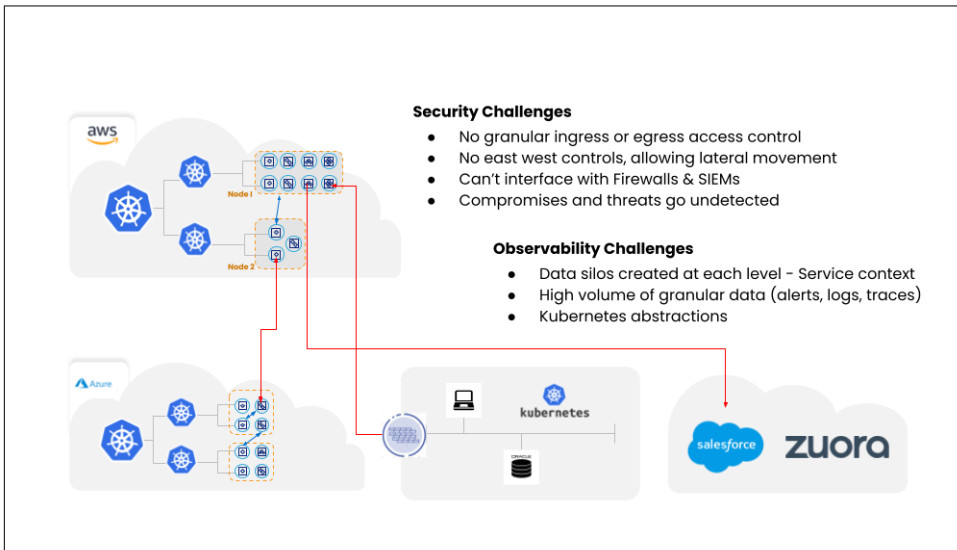 aws
Security Challenges
● No granular ingress or egress access control
● No east west controls, allowing lateral movement
● Can't interface with Firewalls & SIEMs
● Compromises and threats go undetected
Node 1
Node 2
Observability Challenges
● Data silos created at each level - Service context
● High volume of granular data (alerts, logs, traces)
● Kubernetes abstractions
Azure
kubernetes
ORACLE
salesforce
zuora